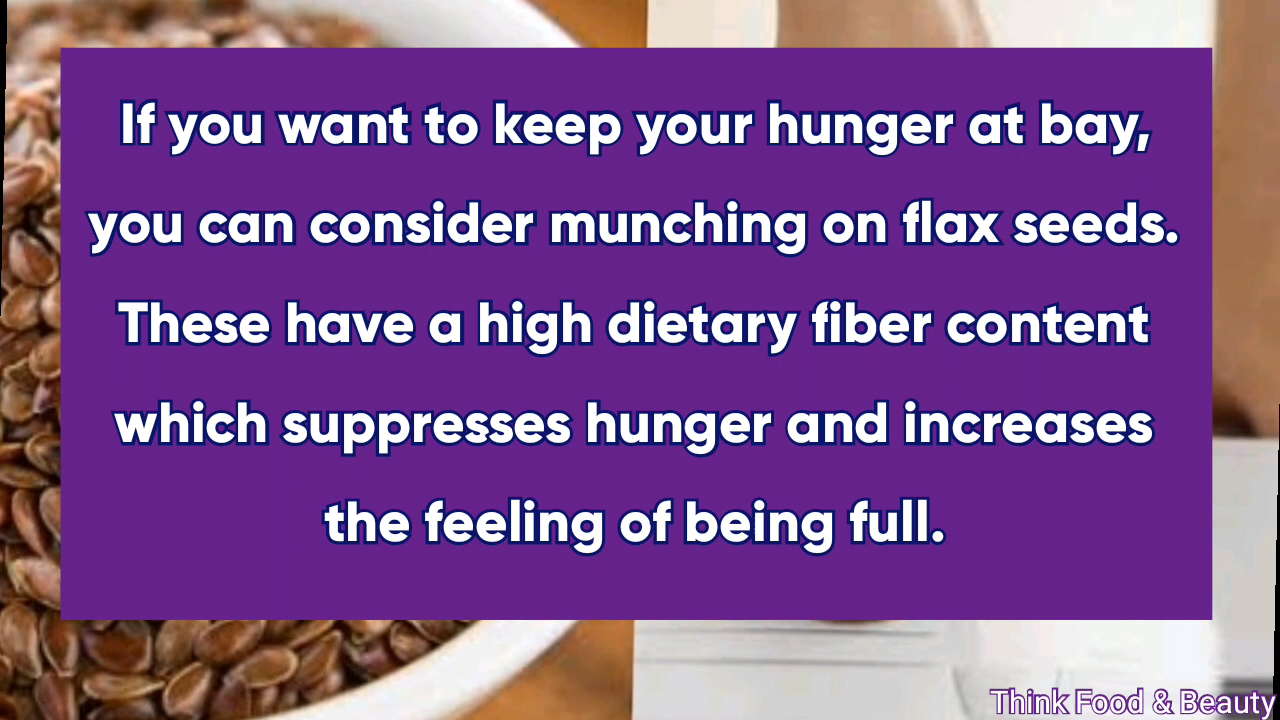 If you want to keep your hunger at bay,
you can consider munching on flax seeds.
These have a high dietary fiber content
which suppresses hunger and increases
the feeling of being full.
Think Food & Beauty